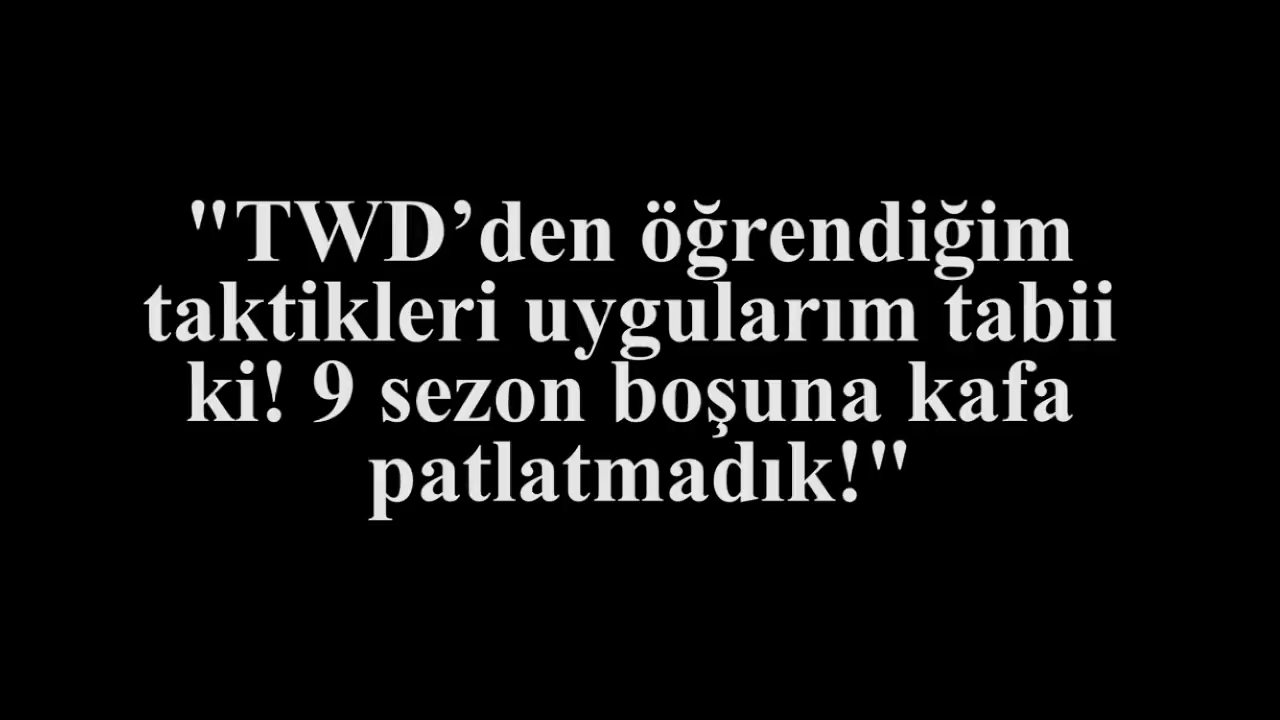 "TWD’den öğrendiğim
taktikleri uygularım tabii
ki! 9 sezon boşuna kafa
patlatmadık!"